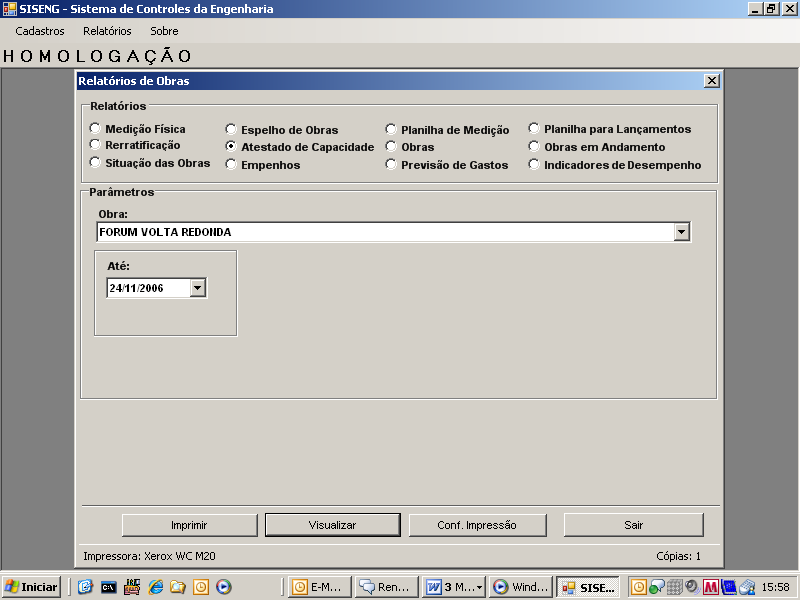 SISENG - Sistema de Controles da Engenharia
Cadastros Relatórios Sobre
HOMOLOGAÇÃO
Relatórios de Obras
Relatórios
Medição Física Espelho de Obras Planilha de Medição Planilha para Lançamentos
Rerratificação Atestado de Capacidade Obras Obras em Andamento
Situação das Obras Empenhos Previsão de Gastos Indicadores de Desempenho
Parâmetros
Obra:
FORUM VOLTA REDONDA
Até:
24/11/2006
Imprimir Visualizar Conf. Impressão Sair
Impressora: Xerox WC M20 Cópias: 1
Iniciar E-M... Ren... 3 M... Wind... SISE... 15:58